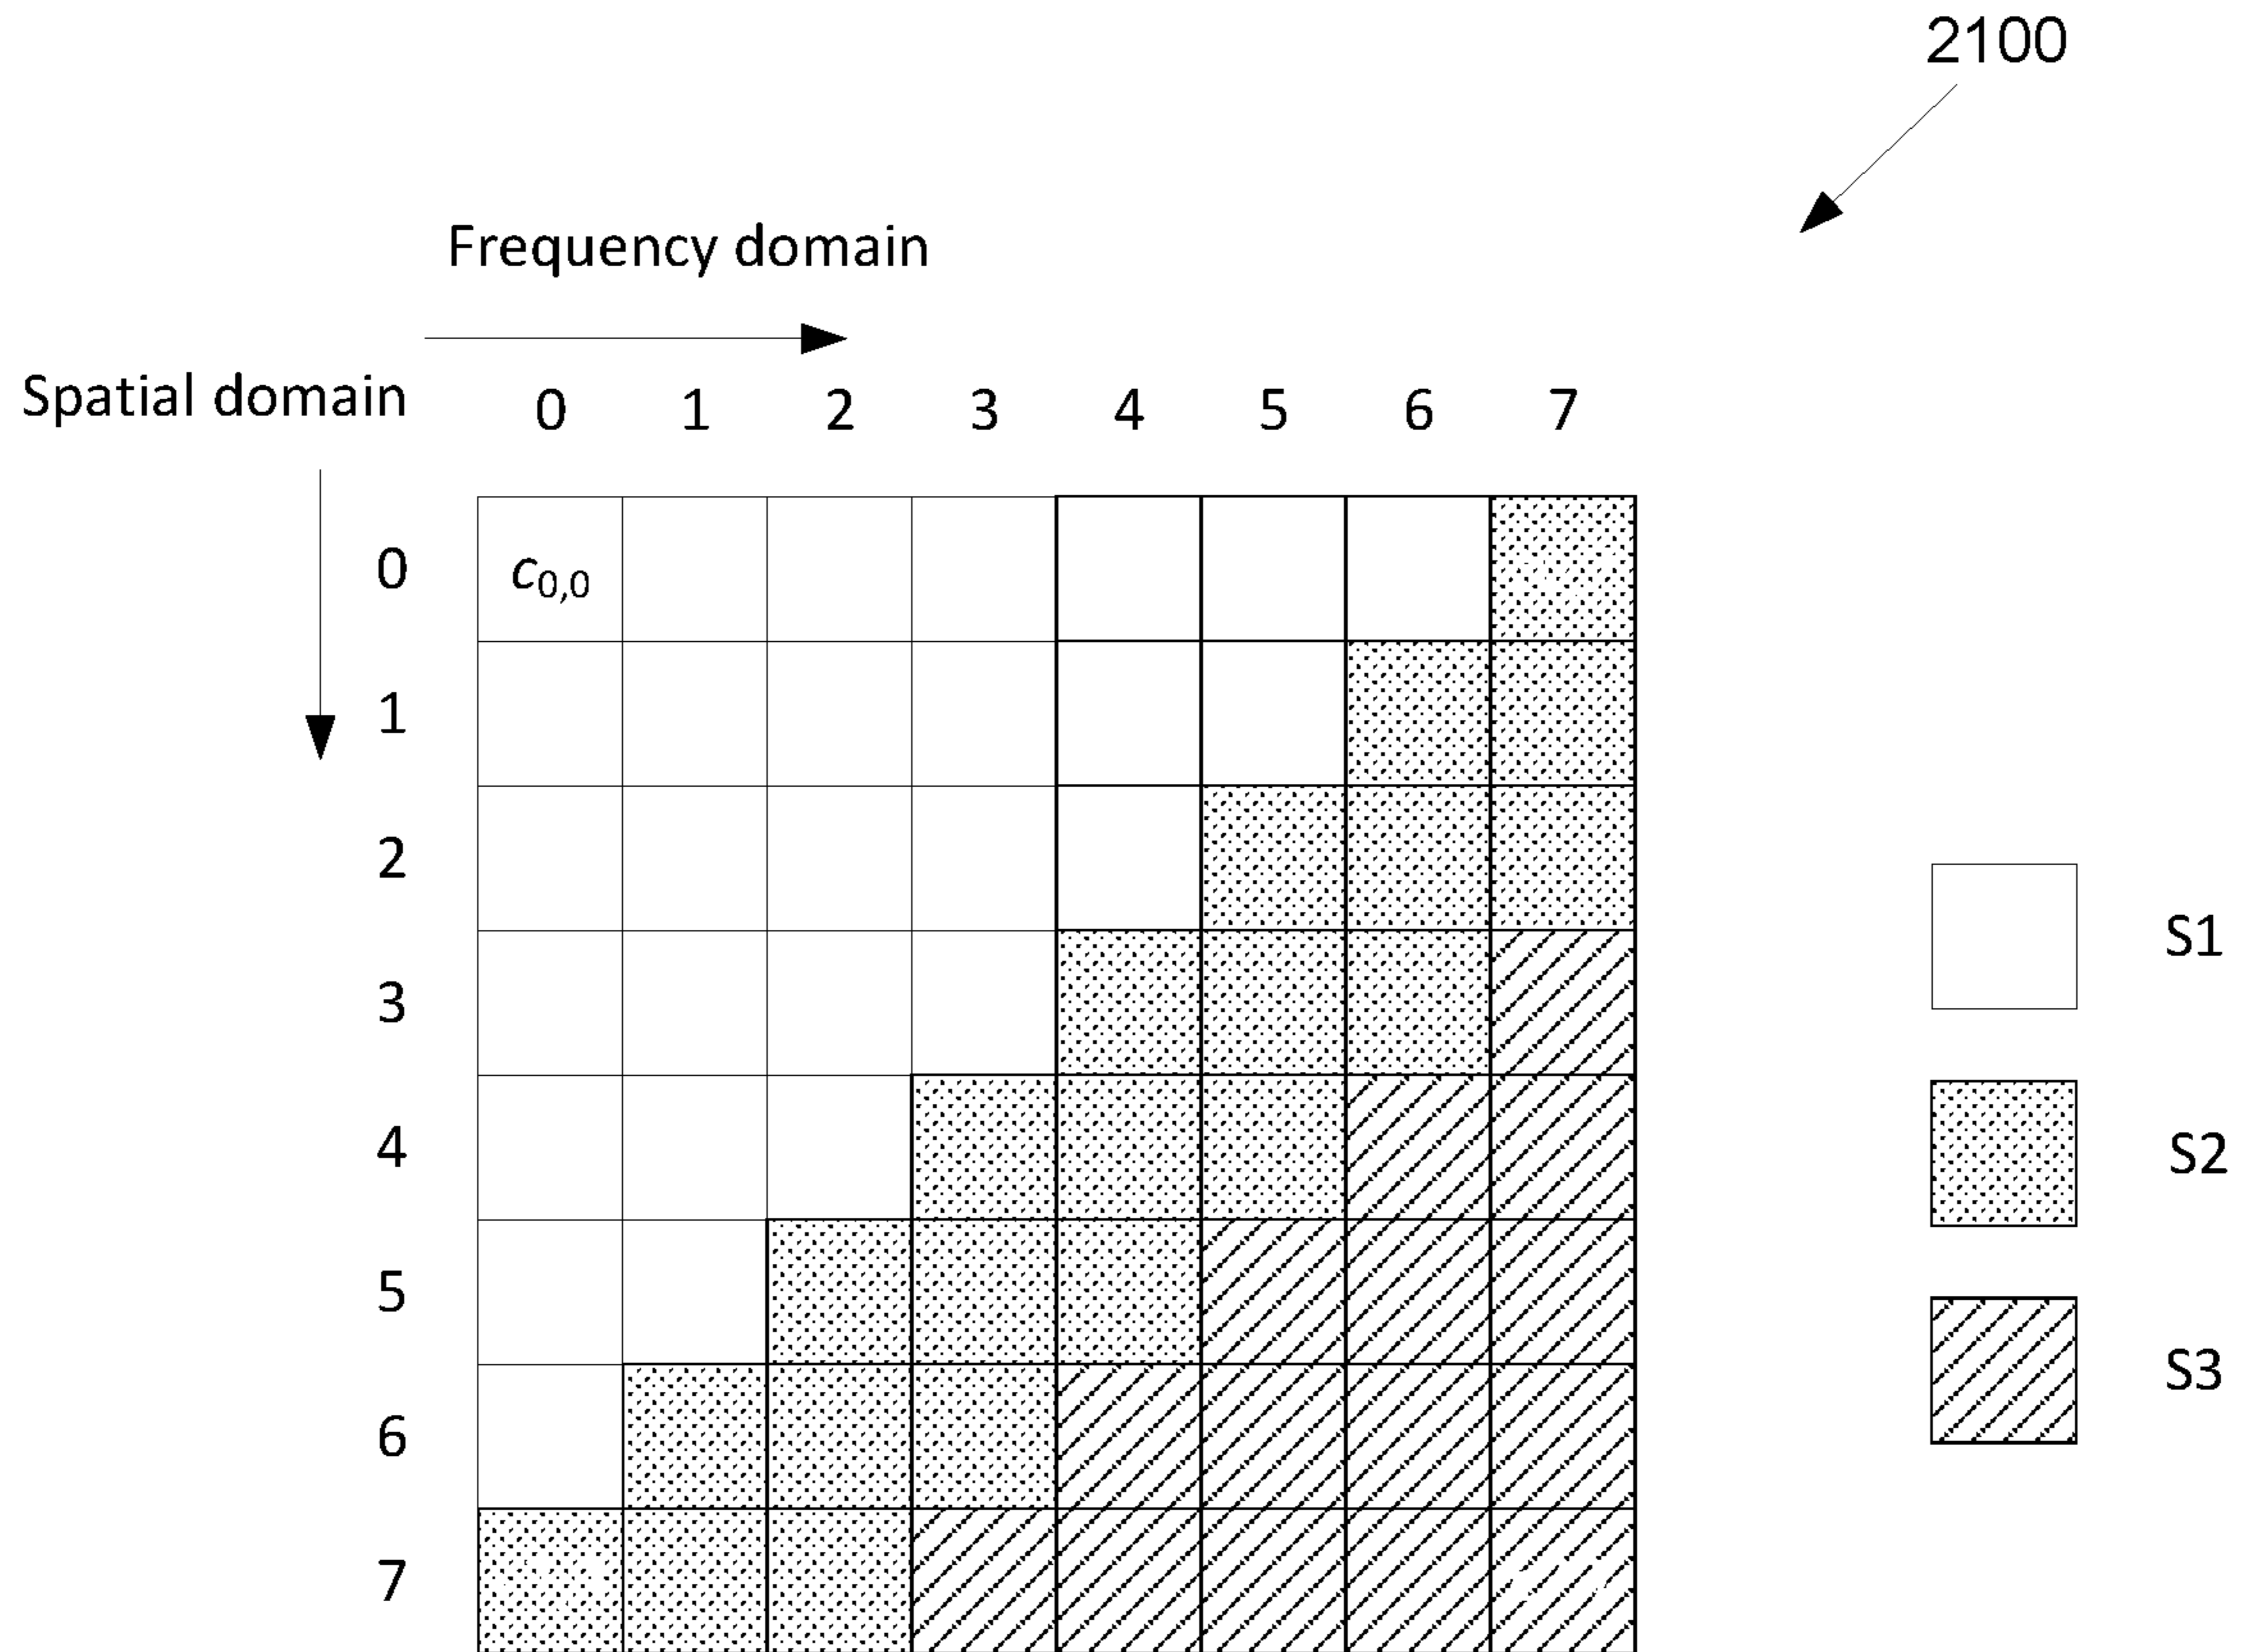 2100
Frequency domain
Spatial domain
0 1 2 3 4 5 6 7
0
c0,0
1
2
3
4
5
6
7
S1
S2
S3